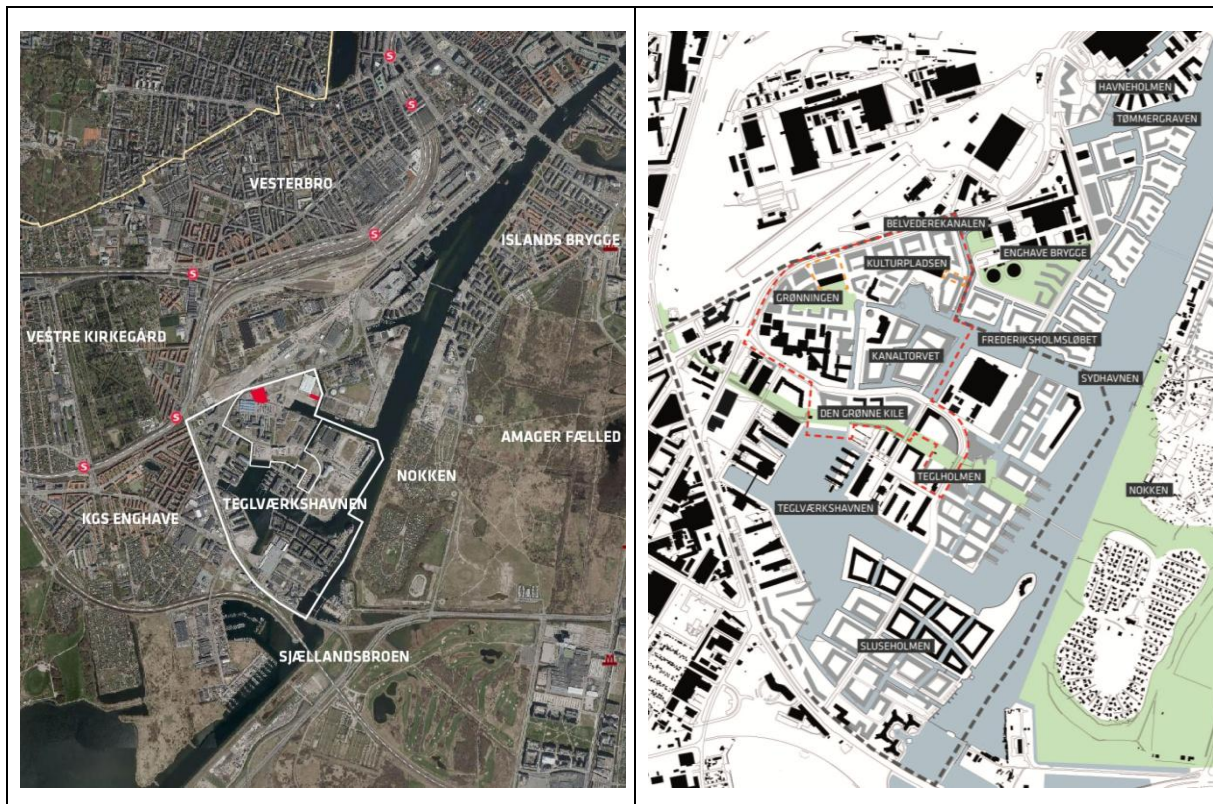 S
S
VESTERBRO
S
ISLANDS BRYGGE
S
VESTRE KIRKEGÅRD
S
AMAGER FÆLLED
S
NOKKEN
TEGLVÆRKSHAVNEN
KGS ENGHAVE
SJÆLLANDSBROEN
HAVNEHOLMEN
TØMMERGRAVEN
BELVEDEREKANALEN
ENGHAVE BRYGGE
KULTURPLADSEN
GRØNNINGEN
FREDERIKSHOLMSLØBET
KANALTORVET
SYDHAVNEN
DEN GRØNNE KILE
TEGLHOLMEN
NOKKEN
TEGLVÆRKSHAVNEN
SLUSEHOLMEN